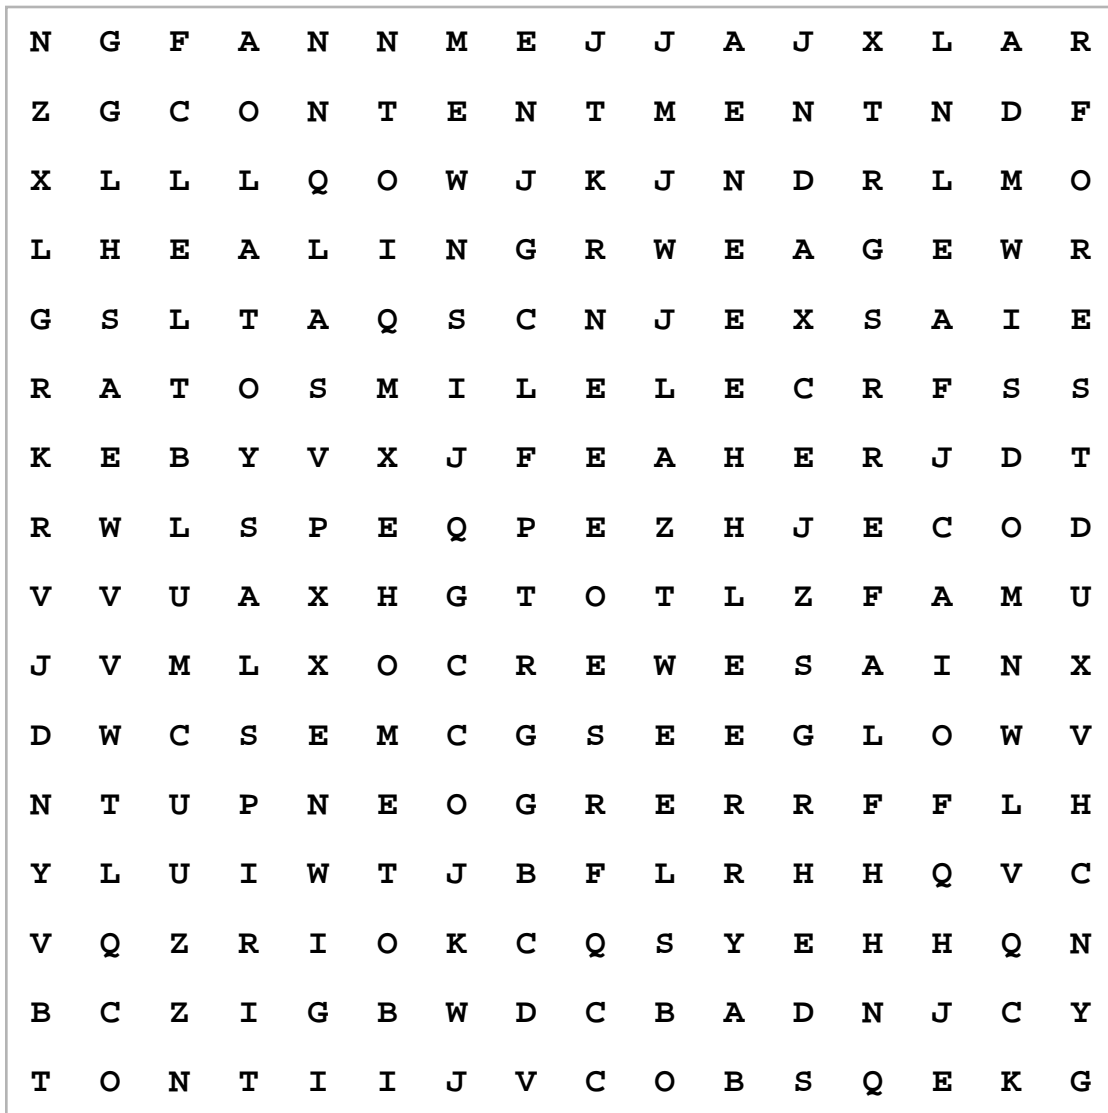 N G F A N N M E J J A J X L A R
Z G C O N T E N T M E N T N D F
X L L L Q O W J K J N D R L M O
L H E A L I N G R W E A G E W R
G S L T A Q S C N J E X S A I E
R A T O S M I L E L E C R F S S
K E B Y V X J F E A H E R J D T
R W L S P E Q P E Z H J E C O D
V V U A X H G T O T L Z F A M U
J V M L X O C R E W E S A I N X
D W C S E M C G S E E G L O W V
N T U P N E O G R E R R F F L H
Y L U I W T J B F L R H H Q V C
V Q Z R I O K C Q S Y E H H Q N
B C Z I G B W D C B A D N J C Y
T O N T I I J V C O B S Q E K G